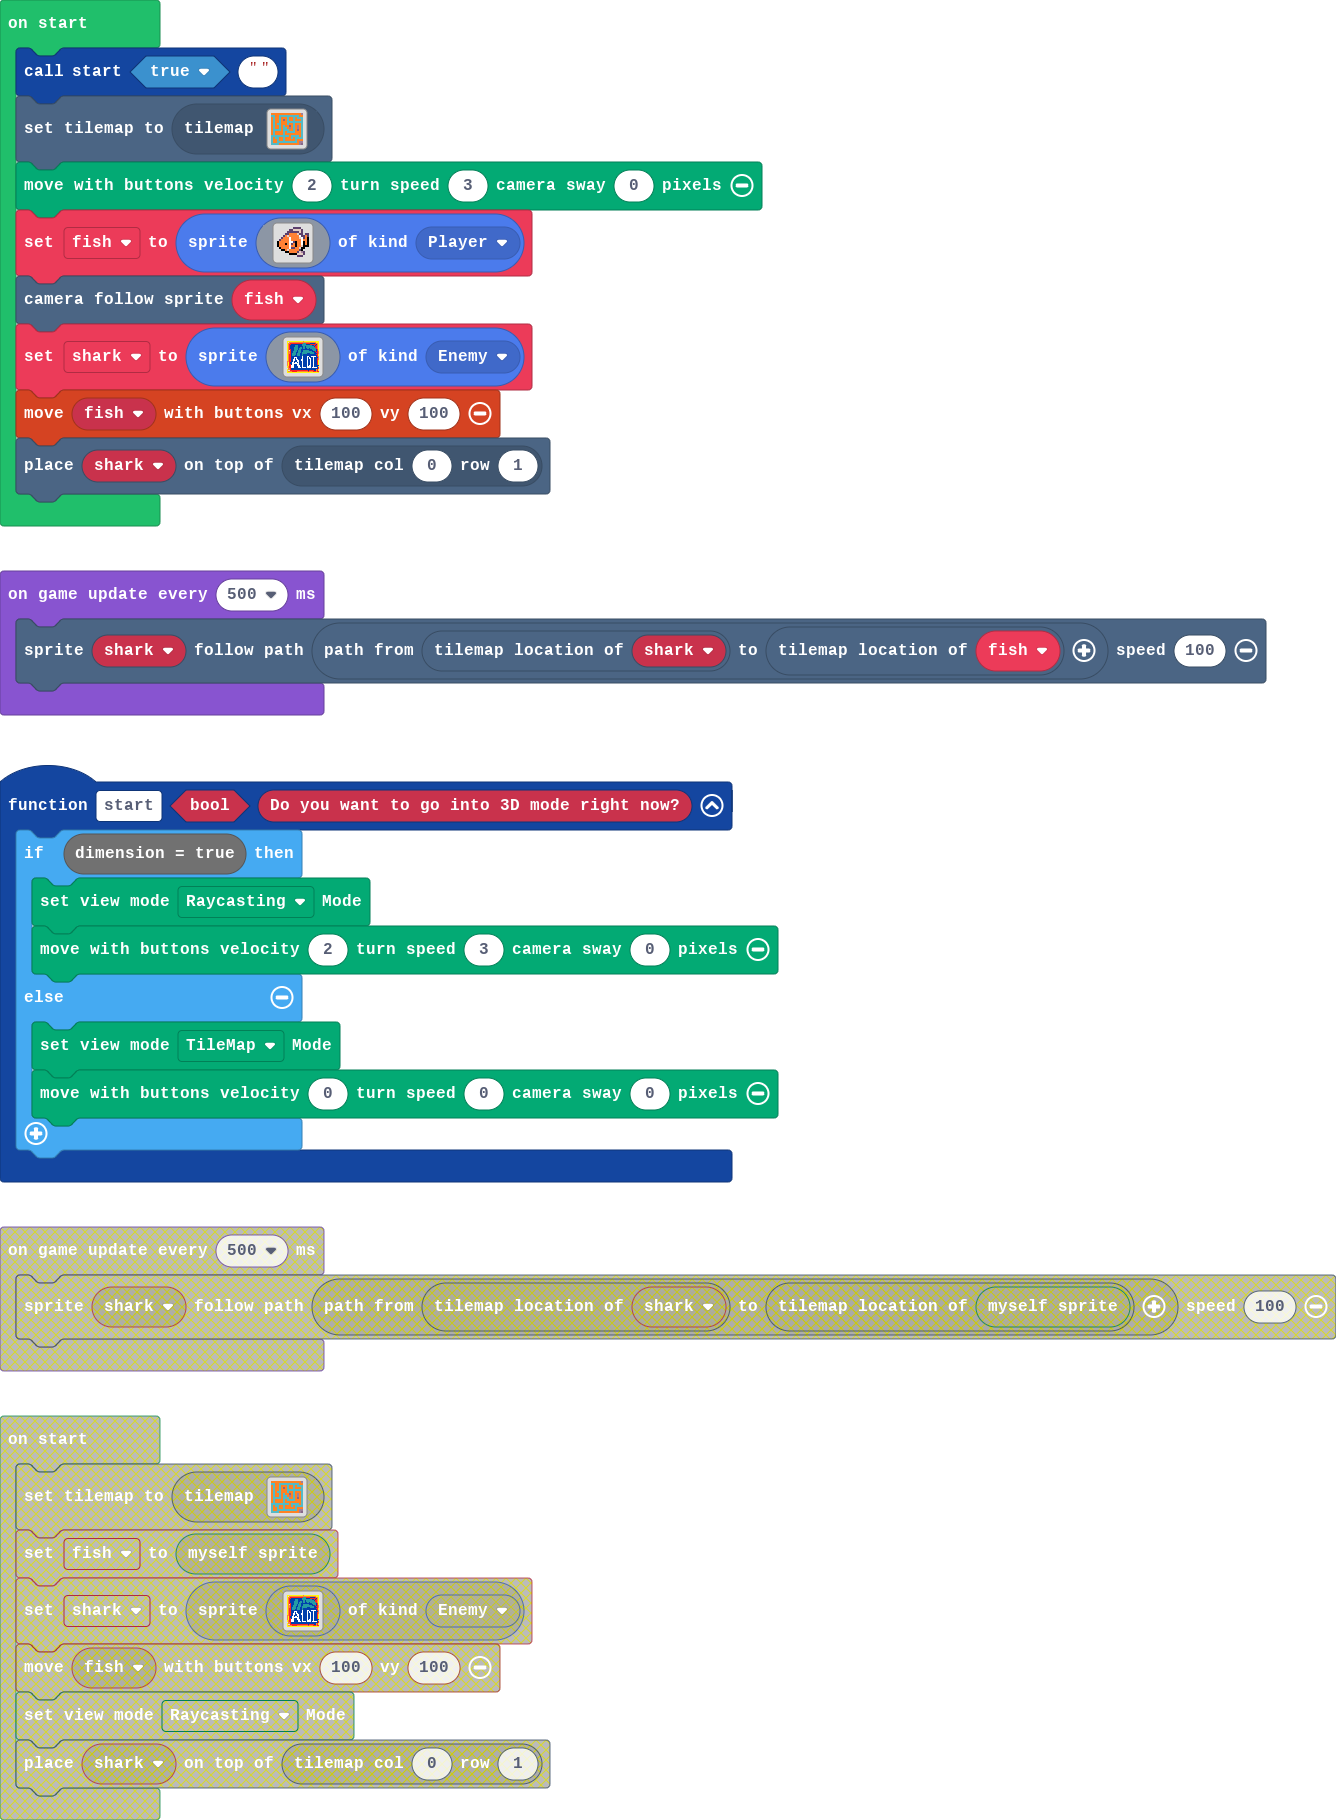 on start
call start true " "
set tilemap to tilemap
move with buttons velocity 2 turn speed 3 camera sway 0 pixels
set fish to sprite of kind Player
camera follow sprite fish
set shark to sprite ALDI of kind Enemy
move fish with buttons vx 100 vy 100
place shark on top of tilemap col 0 row 1
on game update every 500 ms
sprite shark follow path path from tilemap location of shark to tilemap location of fish speed 100
function start bool Do you want to go into 3D mode right now?
if dimension = true then
set view mode Raycasting Mode
move with buttons velocity 2 turn speed 3 camera sway 0 pixels
else
set view mode TileMap Mode
move with buttons velocity 0 turn speed 0 camera sway 0 pixels
on game update every 500 ms
sprite shark follow path path from tilemap location of shark to tilemap location of myself sprite speed 100
on start
set tilemap to tilemap
set fish to myself sprite
set shark to sprite ALDI of kind Enemy
move fish with buttons vx 100 vy 100
set view mode Raycasting Mode
place shark on top of tilemap col 0 row 1